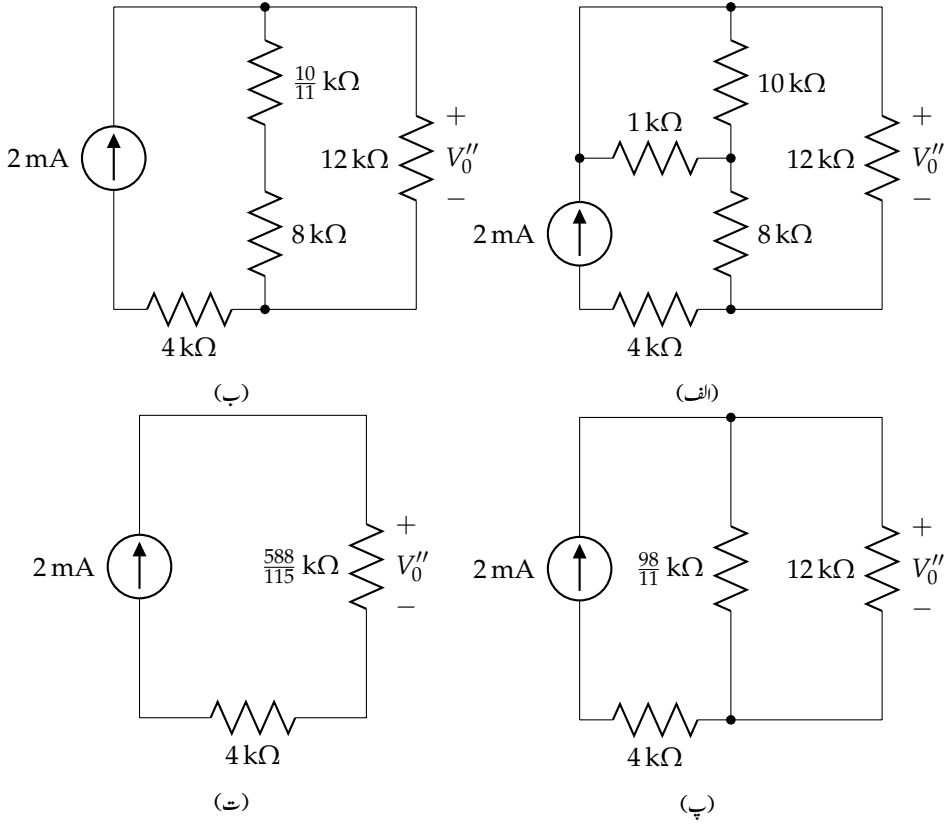 10/11 kΩ
2 mA
12 kΩ
+
V₀″
−
8 kΩ
4 kΩ
(ب)
10 kΩ
1 kΩ
12 kΩ
+
V₀″
−
2 mA
8 kΩ
4 kΩ
(الف)
2 mA
588/115 kΩ
+
V₀″
−
4 kΩ
(ت)
2 mA
98/11 kΩ
12 kΩ
+
V₀″
−
4 kΩ
(پ)